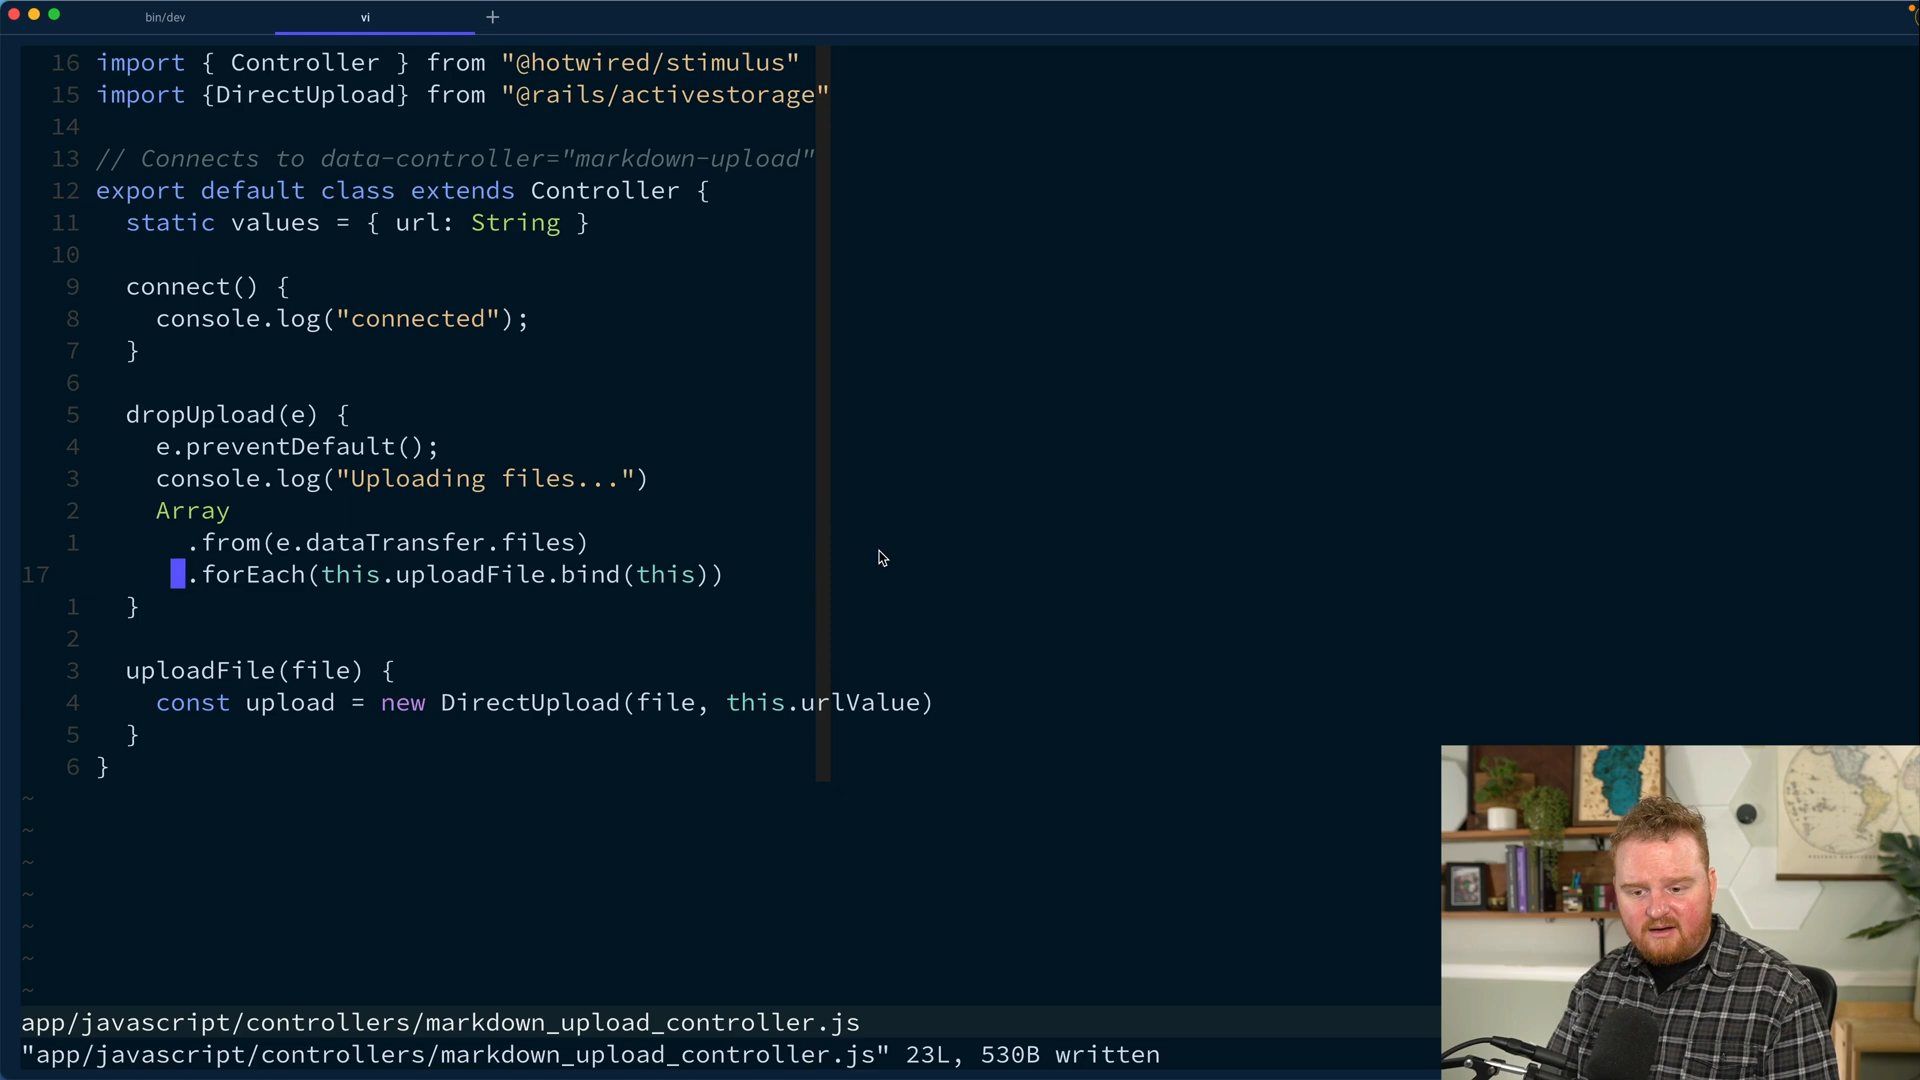 bin/dev vi +
16 import { Controller } from "@hotwired/stimulus"
15 import {DirectUpload} from "@rails/activestorage"
14
13 // Connects to data-controller="markdown-upload"
12 export default class extends Controller {
11   static values = { url: String }
10
9   connect() {
8     console.log("connected");
7   }
6
5   dropUpload(e) {
4     e.preventDefault();
3     console.log("Uploading files...")
2     Array
1       .from(e.dataTransfer.files)
17       .forEach(this.uploadFile.bind(this))
1   }
2
3   uploadFile(file) {
4     const upload = new DirectUpload(file, this.urlValue)
5   }
6 }
~
~
~
~
~
~
~
app/javascript/controllers/markdown_upload_controller.js
"app/javascript/controllers/markdown_upload_controller.js" 23L, 530B written